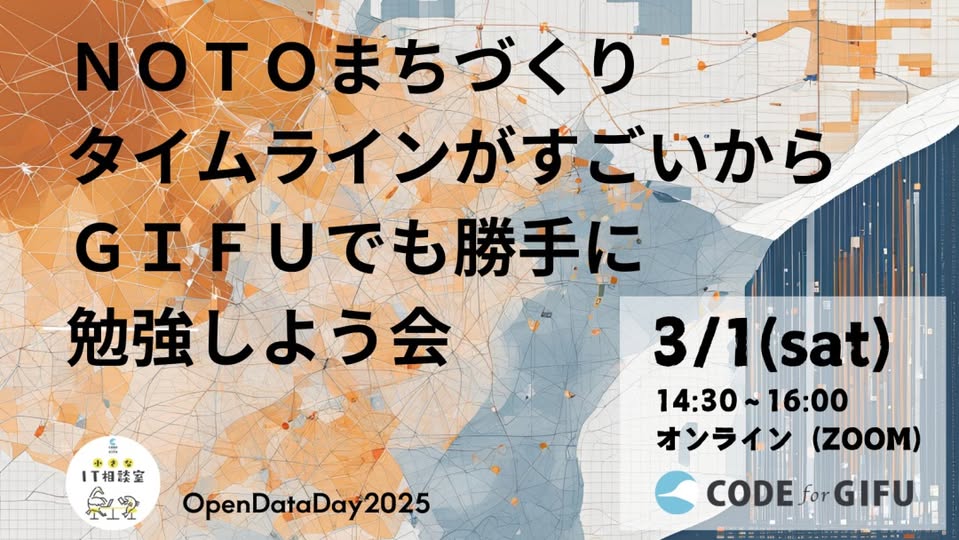 ＮＯＴＯまちづくり
タイムラインがすごいから
ＧＩＦＵでも勝手に
勉強しよう会
3/1(sat)
14:30～16:00
オンライン（ZOOM）
CODE for GIFU
小さな
IT相談室
OpenDataDay2025